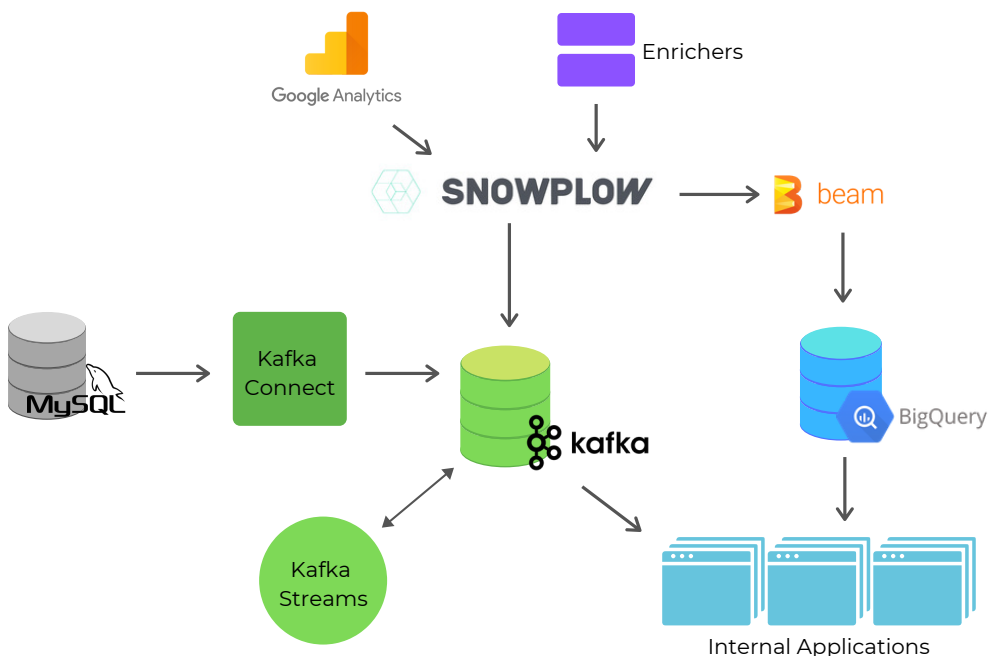 Google Analytics
Enrichers
SNOWPLOW
beam
MySQL
Kafka
Connect
kafka
BigQuery
Kafka
Streams
Internal Applications